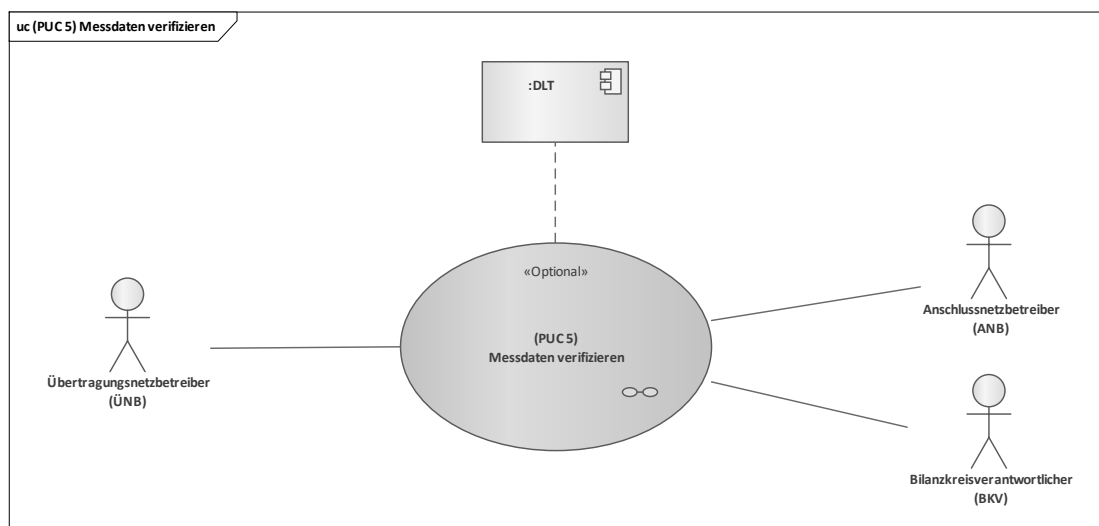 uc (PUC 5) Messdaten verifizieren
:DLT
«Optional»
(PUC 5)
Messdaten verifizieren
Übertragungsnetzbetreiber
(ÜNB)
Anschlussnetzbetreiber
(ANB)
Bilanzkreisverantwortlicher
(BKV)